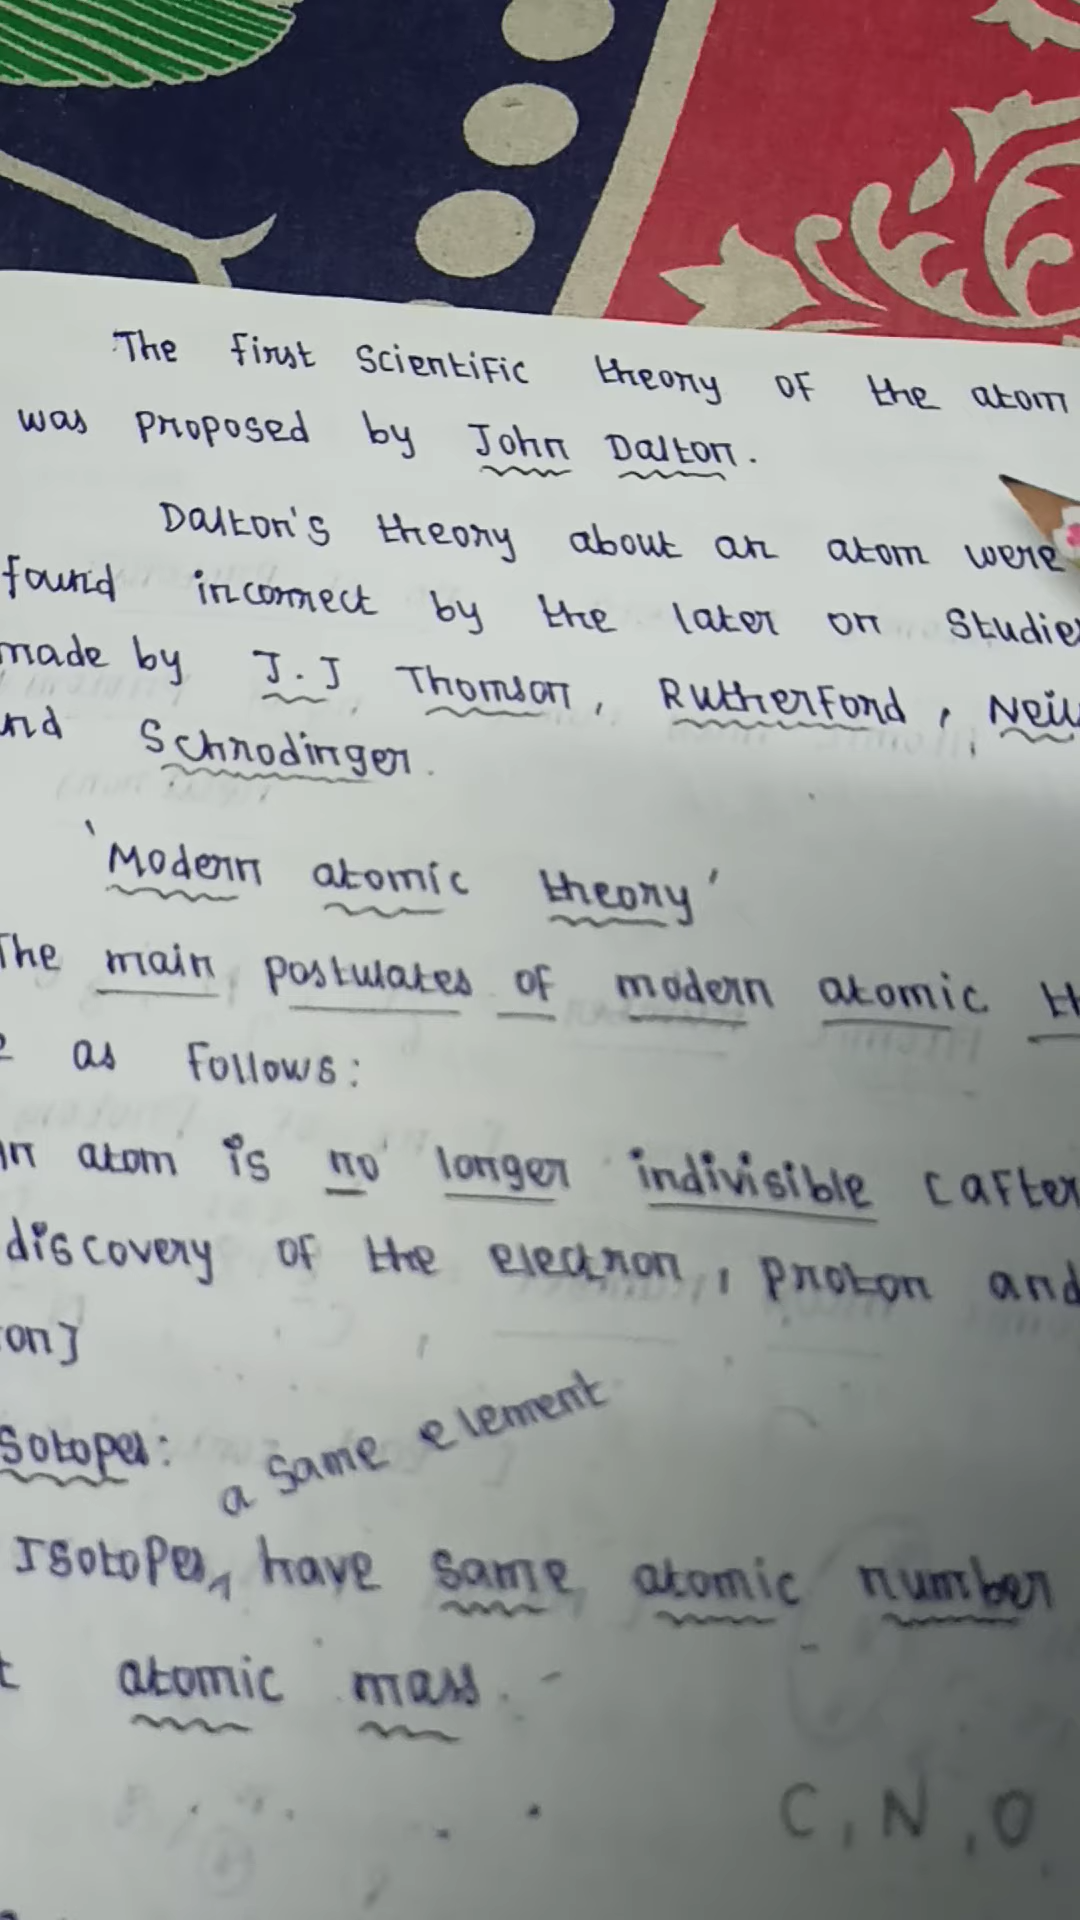 The first scientific theory of the atom
was proposed by John Dalton.
Dalton's theory about an atom were
found incorrect by the later on Studie
made by J.J Thomson, Rutherford, Neil
nd Schrodinger.
'Modern atomic theory'
The main postulates of modern atomic th
e as follows:
An atom is no longer indivisible [after
discovery of the electron, proton and
ron]
sotopes:
a same element
Isotopes, have same atomic number
t atomic mass.
C, N, O